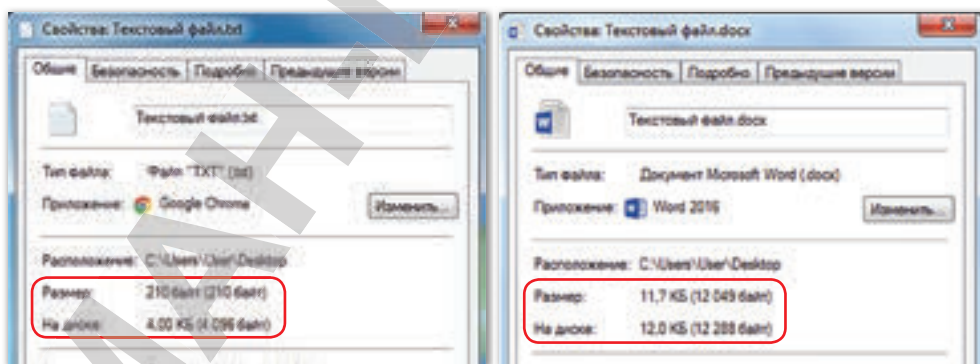 Свойства: Текстовый файл.txt
Общие Безопасность Подробно Предыдущие версии
Текстовый файл.txt
Тип файла: Файл "TXT" (.txt)
Приложение: Google Chrome Изменить...
Расположение: C:\Users\User\Desktop
Размер: 210 байт (210 байт)
На диске: 4,00 КБ (4 096 байт)
Свойства: Текстовый файл.docx
Общие Безопасность Подробно Предыдущие версии
Текстовый файл.docx
Тип файла: Документ Microsoft Word (.docx)
Приложение: Word 2016 Изменить...
Расположение: C:\Users\User\Desktop
Размер: 11,7 КБ (12 049 байт)
На диске: 12,0 КБ (12 288 байт)